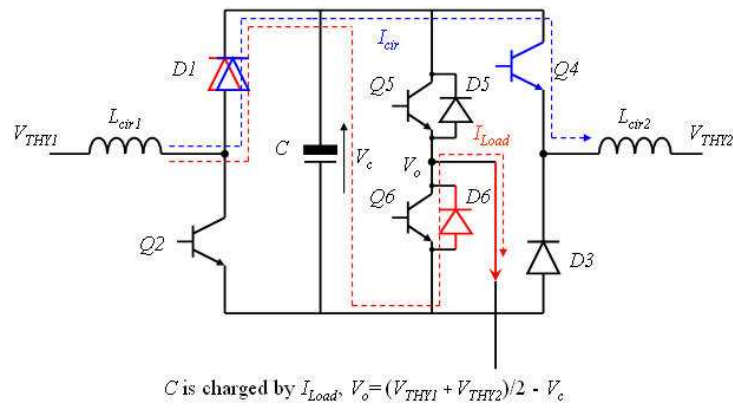 I_cir
D1
Q4
Q5
D5
L_cir1
L_cir2
V_THY1
C
V_c
V_o
I_Load
V_THY2
Q6
D6
Q2
D3
C is charged by I_Load, V_o=(V_THY1 + V_THY2)/2 - V_c